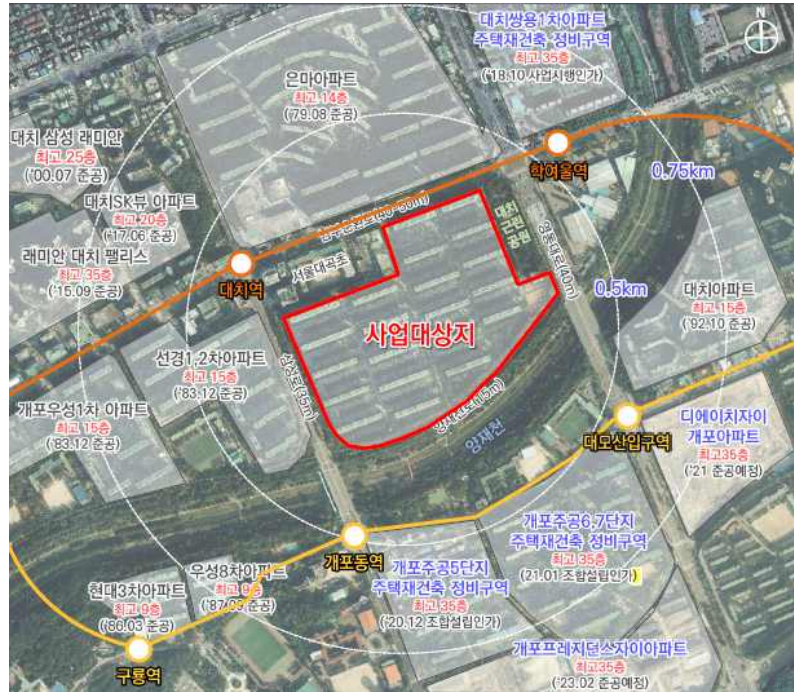 N
대치쌍용1차아파트
주택재건축 정비구역
최고 35층
('18.10 사업시행인가)
은마아파트
최고 14층
('79.08 준공)
대치 삼성 래미안
최고 25층
('00.07 준공)
학여울역
0.75km
대치SK뷰 아파트
최고 20층
('17.06 준공)
대치
근린
공원
영동대로(40m)
래미안 대치 팰리스
최고 35층
('15.09 준공)
대치역
서울대곡초
0.5km
대치아파트
최고 15층
('92.10 준공)
사업대상지
선경1,2차아파트
최고 15층
('83.12 준공)
삼성로(35m)
양재천로(15m)
양재천
개포우성1차 아파트
최고 15층
('83.12 준공)
대모산입구역
디에이치자이
개포아파트
최고35층
('21 준공예정)
개포동역
개포주공6,7단지
주택재건축 정비구역
최고 35층
(21.01 조합설립인가)
개포주공5단지
주택재건축 정비구역
최고 35층
('20.12 조합설립인가)
우성8차아파트
최고 9층
현대3차아파트
최고 9층
('86.03 준공)
구룡역
개포프레지던스자이아파트
최고35층
('23.02 준공예정)